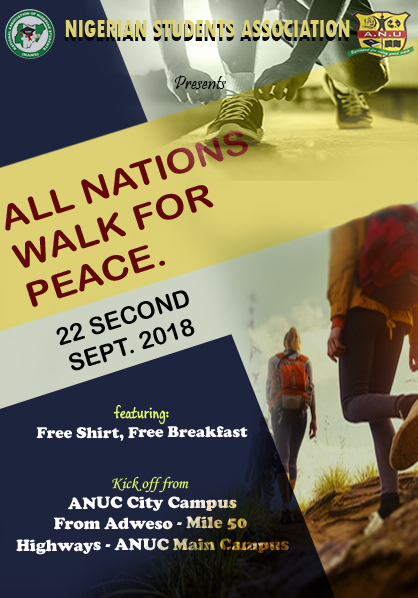 NIGERIAN STUDENTS ASSOCIATION
A.N.U
Presents
ALL NATIONS
WALK FOR
PEACE.
22 SECOND
SEPT. 2018
featuring:
Free Shirt, Free Breakfast
Kick off from
ANUC City Campus
From Adweso - Mile 50
Highways - ANUC Main Campus